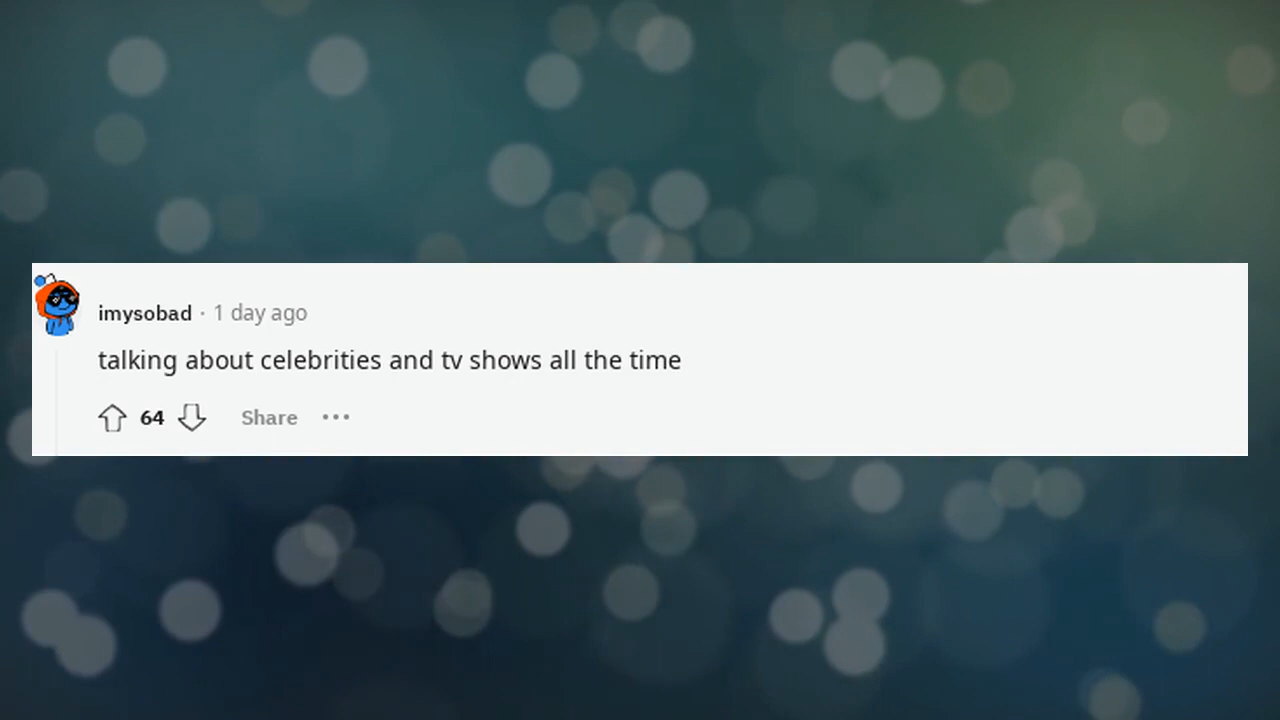 imysobad · 1 day ago
talking about celebrities and tv shows all the time
64 Share •••